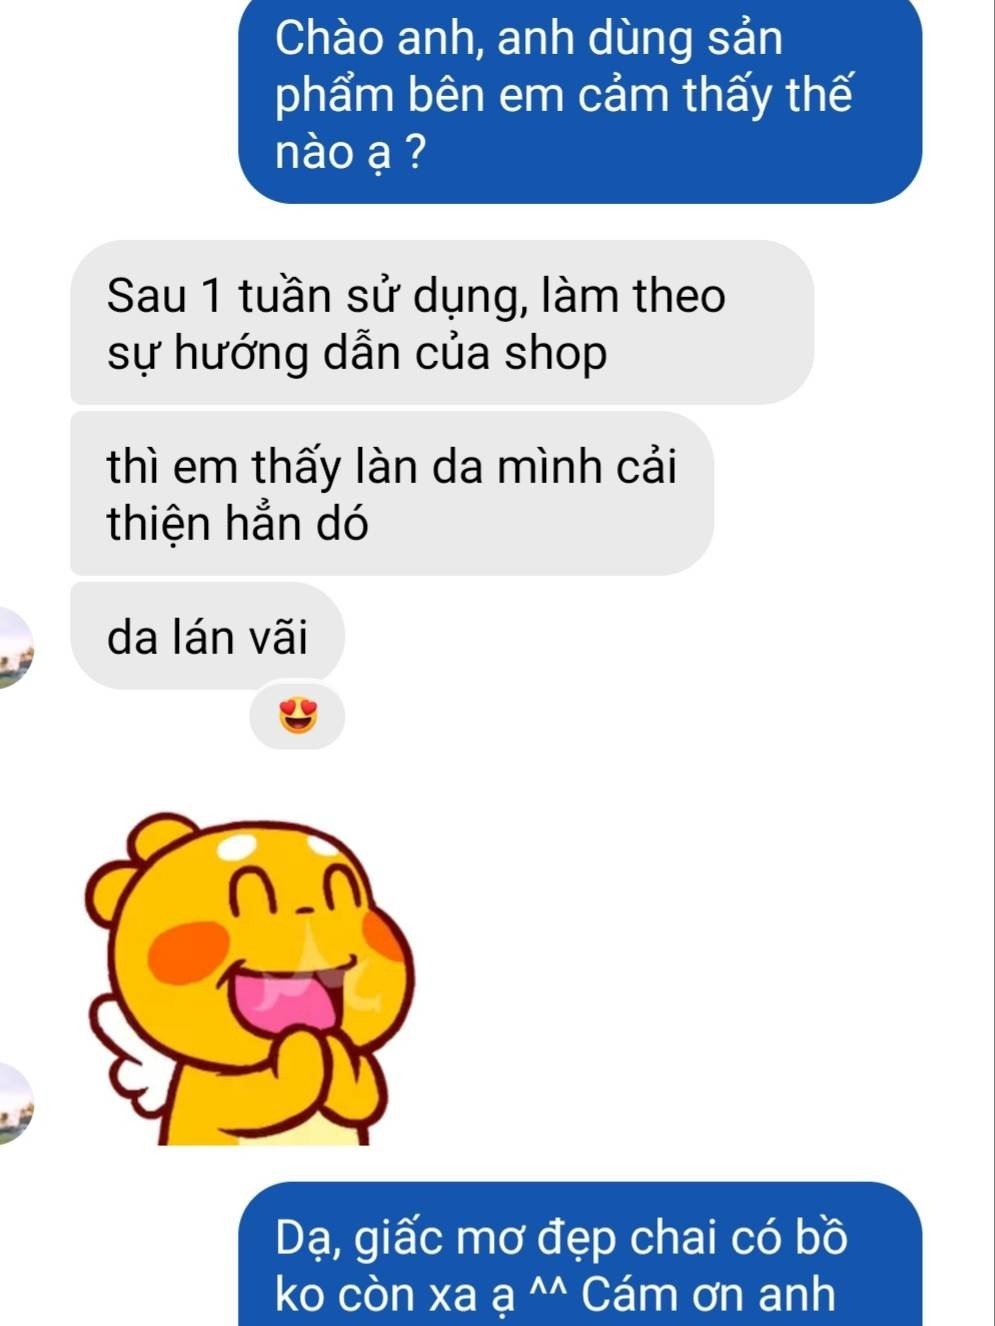 Chào anh, anh dùng sản
phẩm bên em cảm thấy thế
nào ạ ?
Sau 1 tuần sử dụng, làm theo
sự hướng dẫn của shop
thì em thấy làn da mình cải
thiện hẳn dó
da lán vãi
Dạ, giấc mơ đẹp chai có bồ
ko còn xa ạ ^^ Cám ơn anh